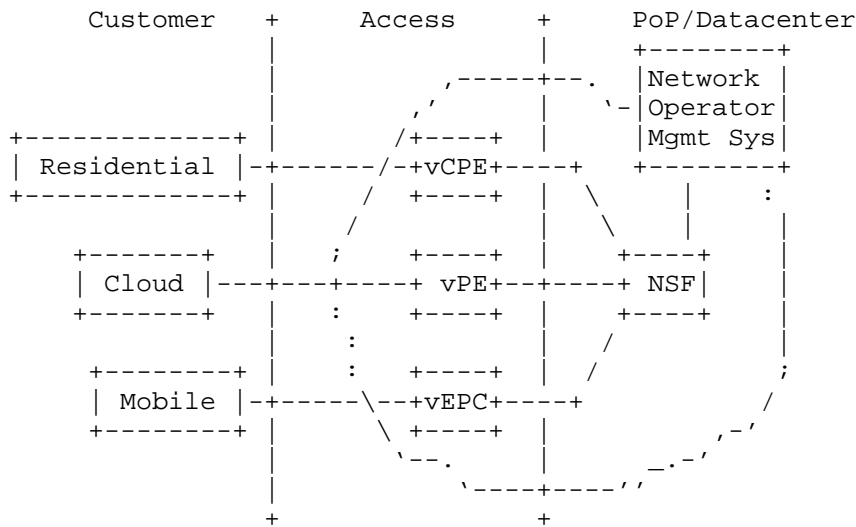 Customer Access PoP/Datacenter
Network
Operator
Mgmt Sys
Residential vCPE
Cloud vPE NSF
Mobile vEPC